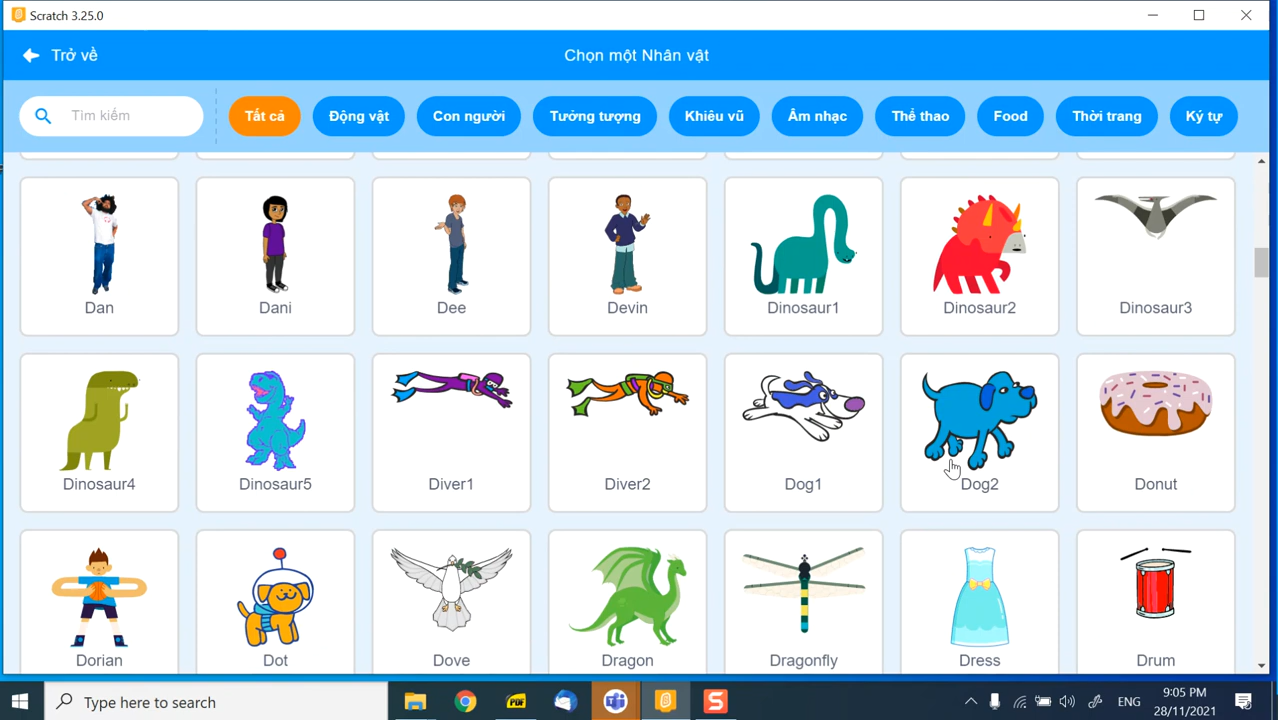 Scratch 3.25.0
Trở về
Chọn một Nhân vật
Tìm kiếm
Tất cả
Động vật
Con người
Tưởng tượng
Khiêu vũ
Âm nhạc
Thể thao
Food
Thời trang
Ký tự
Dan
Dani
Dee
Devin
Dinosaur1
Dinosaur2
Dinosaur3
Dinosaur4
Dinosaur5
Diver1
Diver2
Dog1
Dog2
Donut
Dorian
Dot
Dove
Dragon
Dragonfly
Dress
Drum
Type here to search
PDF
ENG
9:05 PM
28/11/2021